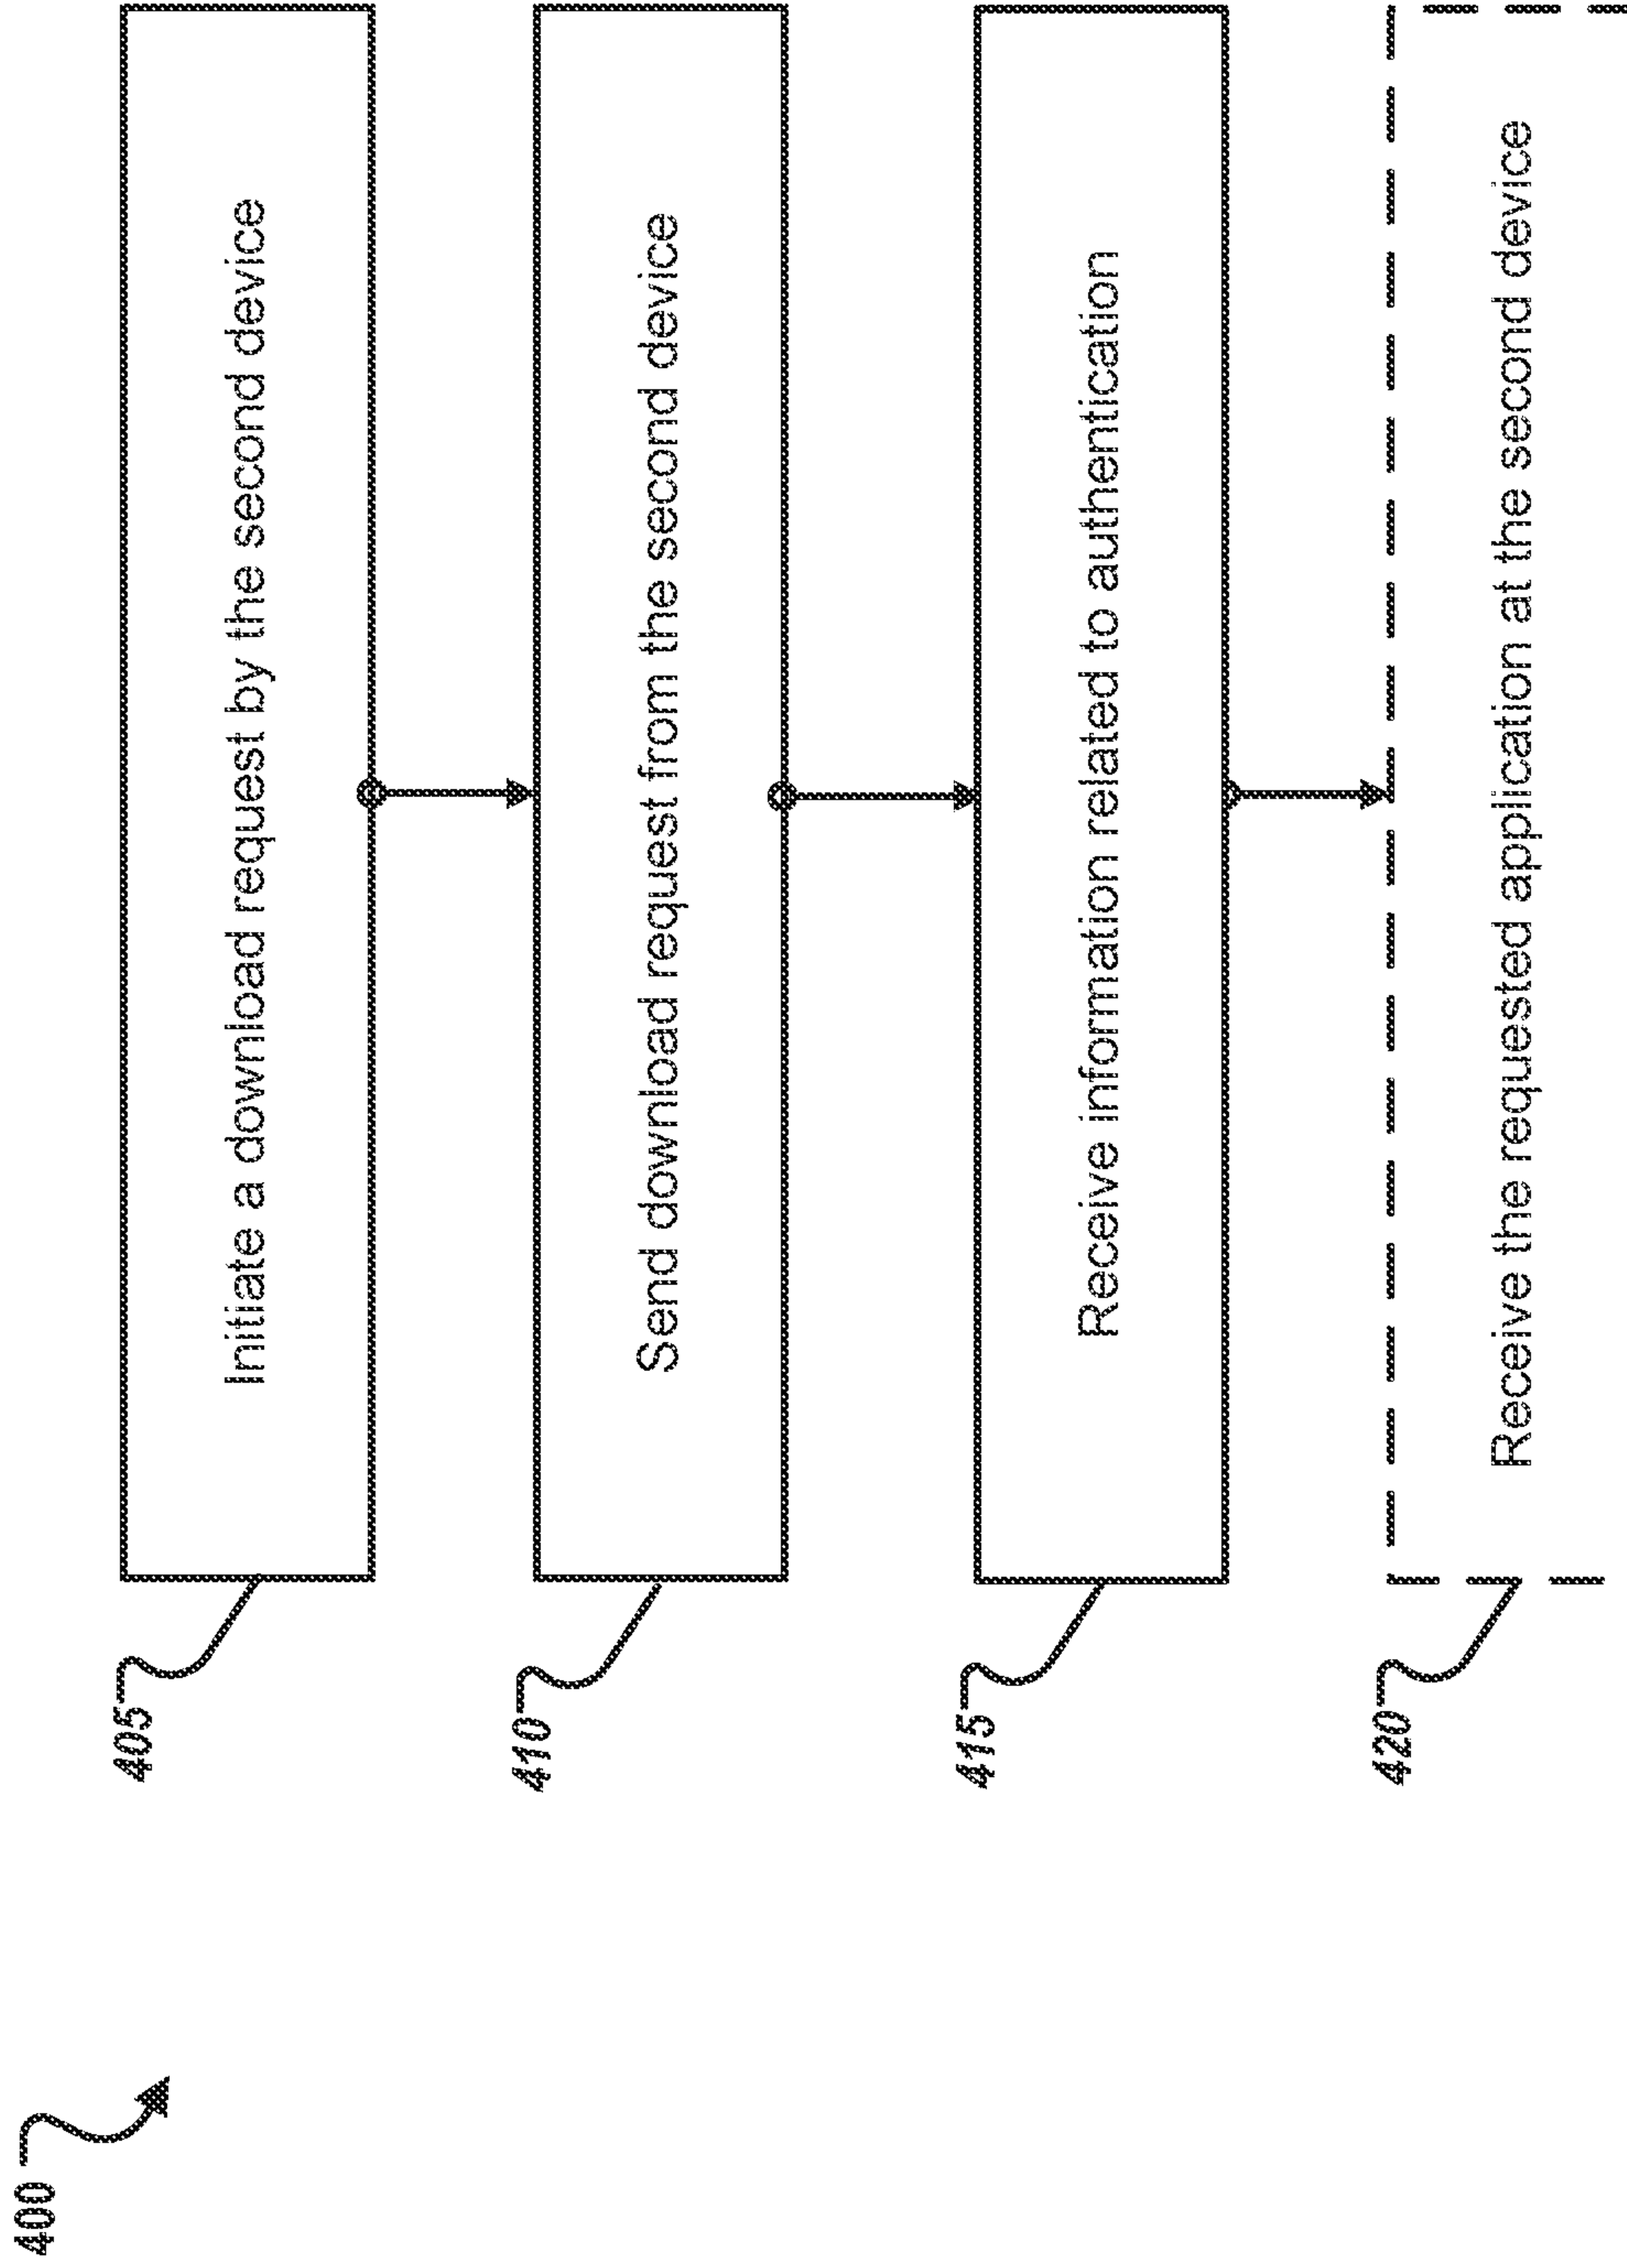 400
405
Initiate a download request by the second device
410
Send download request from the second device
415
Receive information related to authentication
420
Receive the requested application at the second device